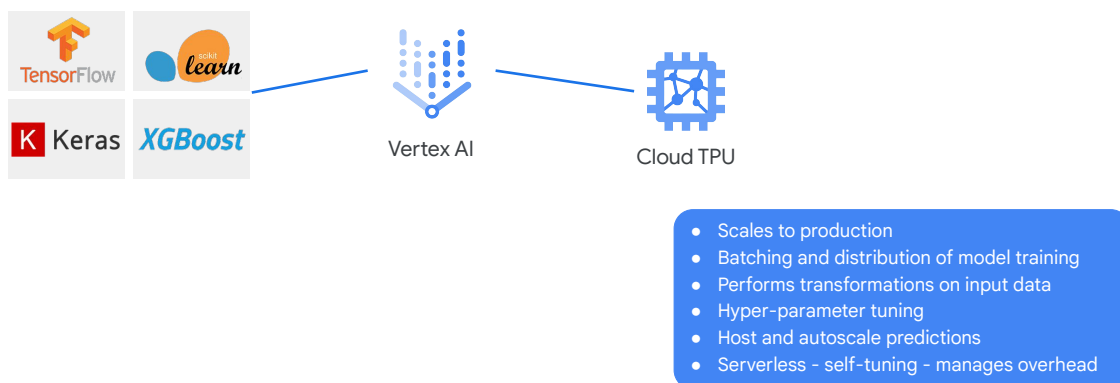 TensorFlow
scikit
learn
K Keras
XGBoost
Vertex AI
Cloud TPU
● Scales to production
● Batching and distribution of model training
● Performs transformations on input data
● Hyper-parameter tuning
● Host and autoscale predictions
● Serverless - self-tuning - manages overhead